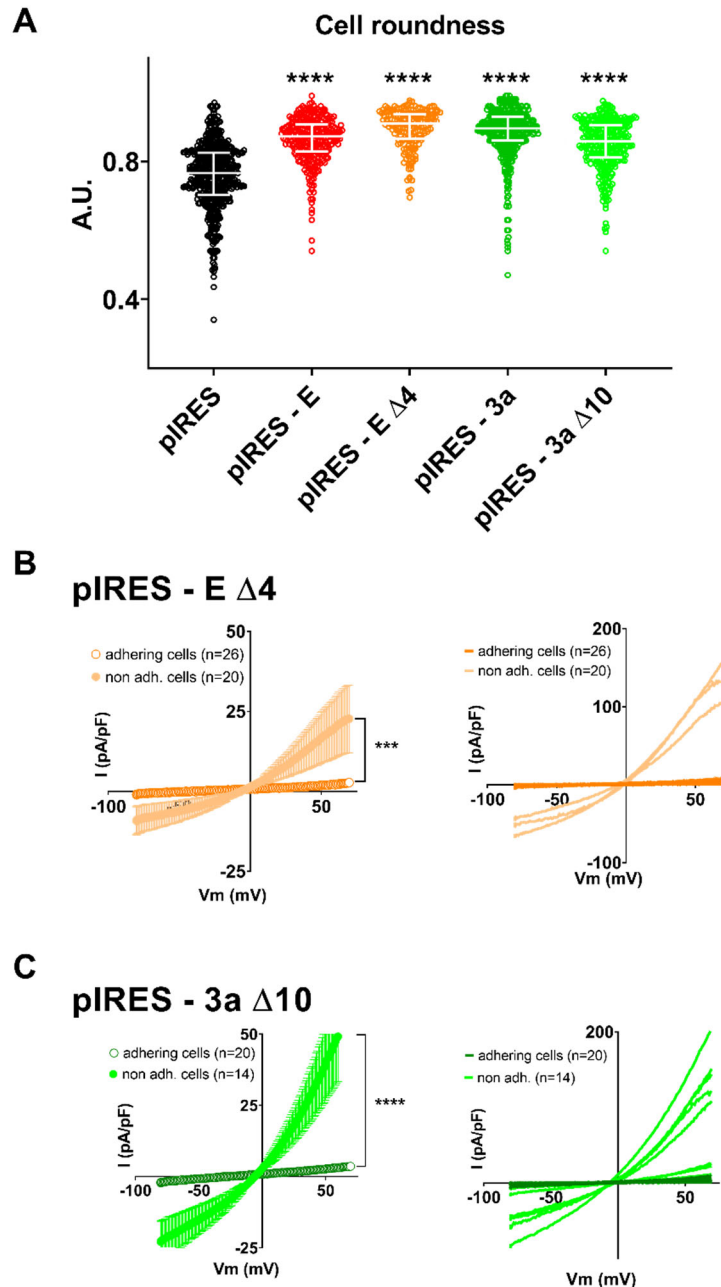 A
Cell roundness
**** **** **** ****
A.U.
0.8
0.4
pIRES
pIRES - E
pIRES - E Δ4
pIRES - 3a
pIRES - 3a Δ10
B
pIRES - E Δ4
adhering cells (n=26)
non adh. cells (n=20)
I (pA/pF)
50
25
-25
-100
50
***
Vm (mV)
adhering cells (n=26)
non adh. cells (n=20)
I (pA/pF)
200
100
-100
-100
-50
50
Vm (mV)
C
pIRES - 3a Δ10
adhering cells (n=20)
non adh. cells (n=14)
I (pA/pF)
50
25
-25
-100
-50
50
****
Vm (mV)
adhering cells (n=20)
non adh. (n=14)
I (pA/pF)
200
-100
-50
50
Vm (mV)